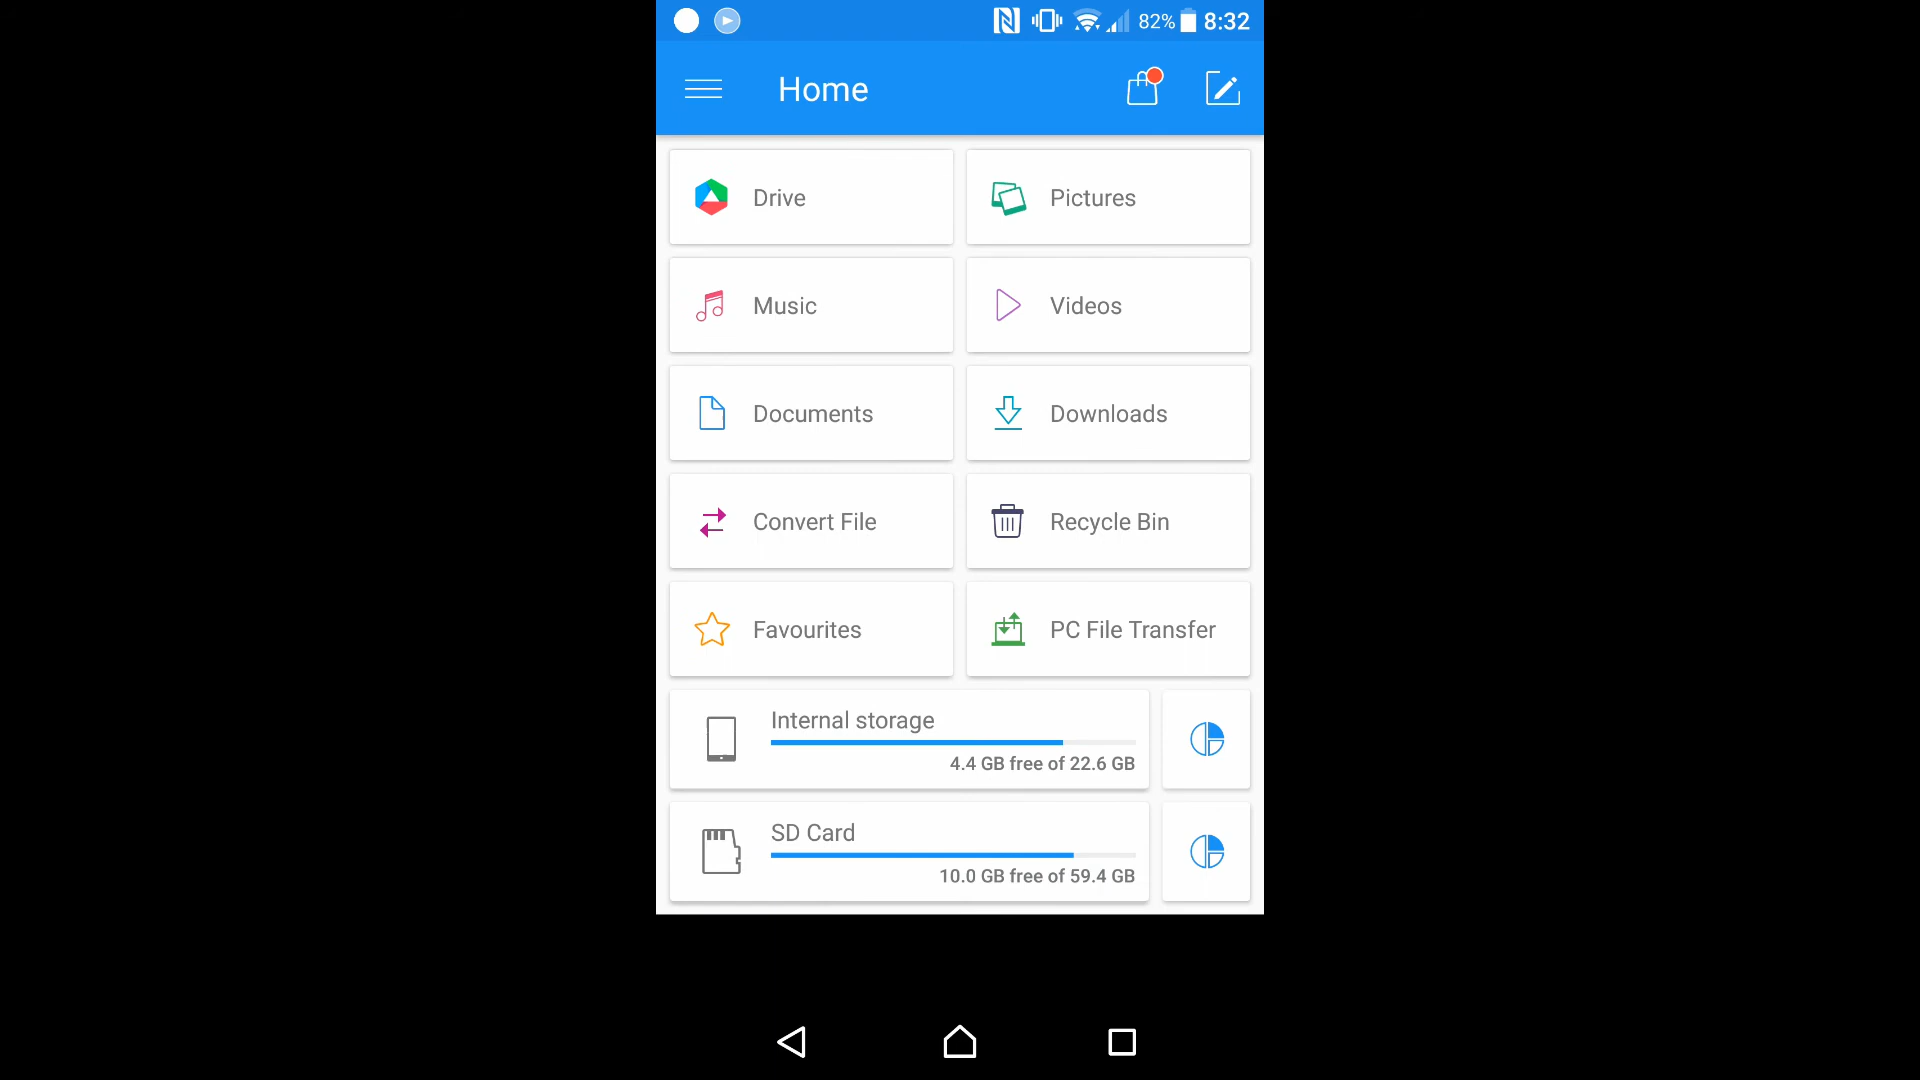 82% 8:32
Home
Drive
Pictures
Music
Videos
Documents
Downloads
Convert File
Recycle Bin
Favourites
PC File Transfer
Internal storage
4.4 GB free of 22.6 GB
SD Card
10.0 GB free of 59.4 GB